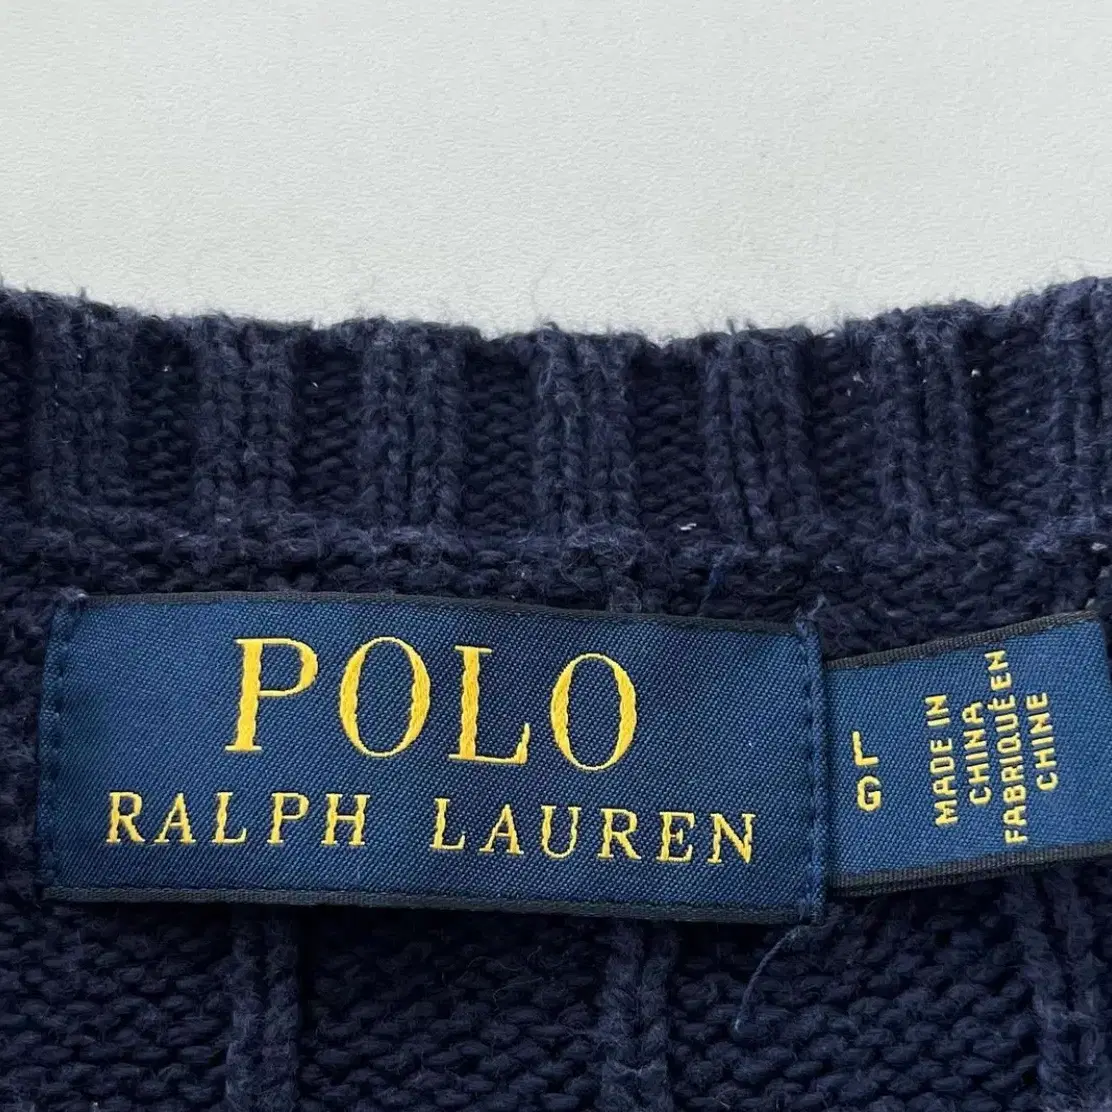 POLO
RALPH LAUREN
G L
MADE IN
CHINA
FABRIQUÉ EN
CHINE